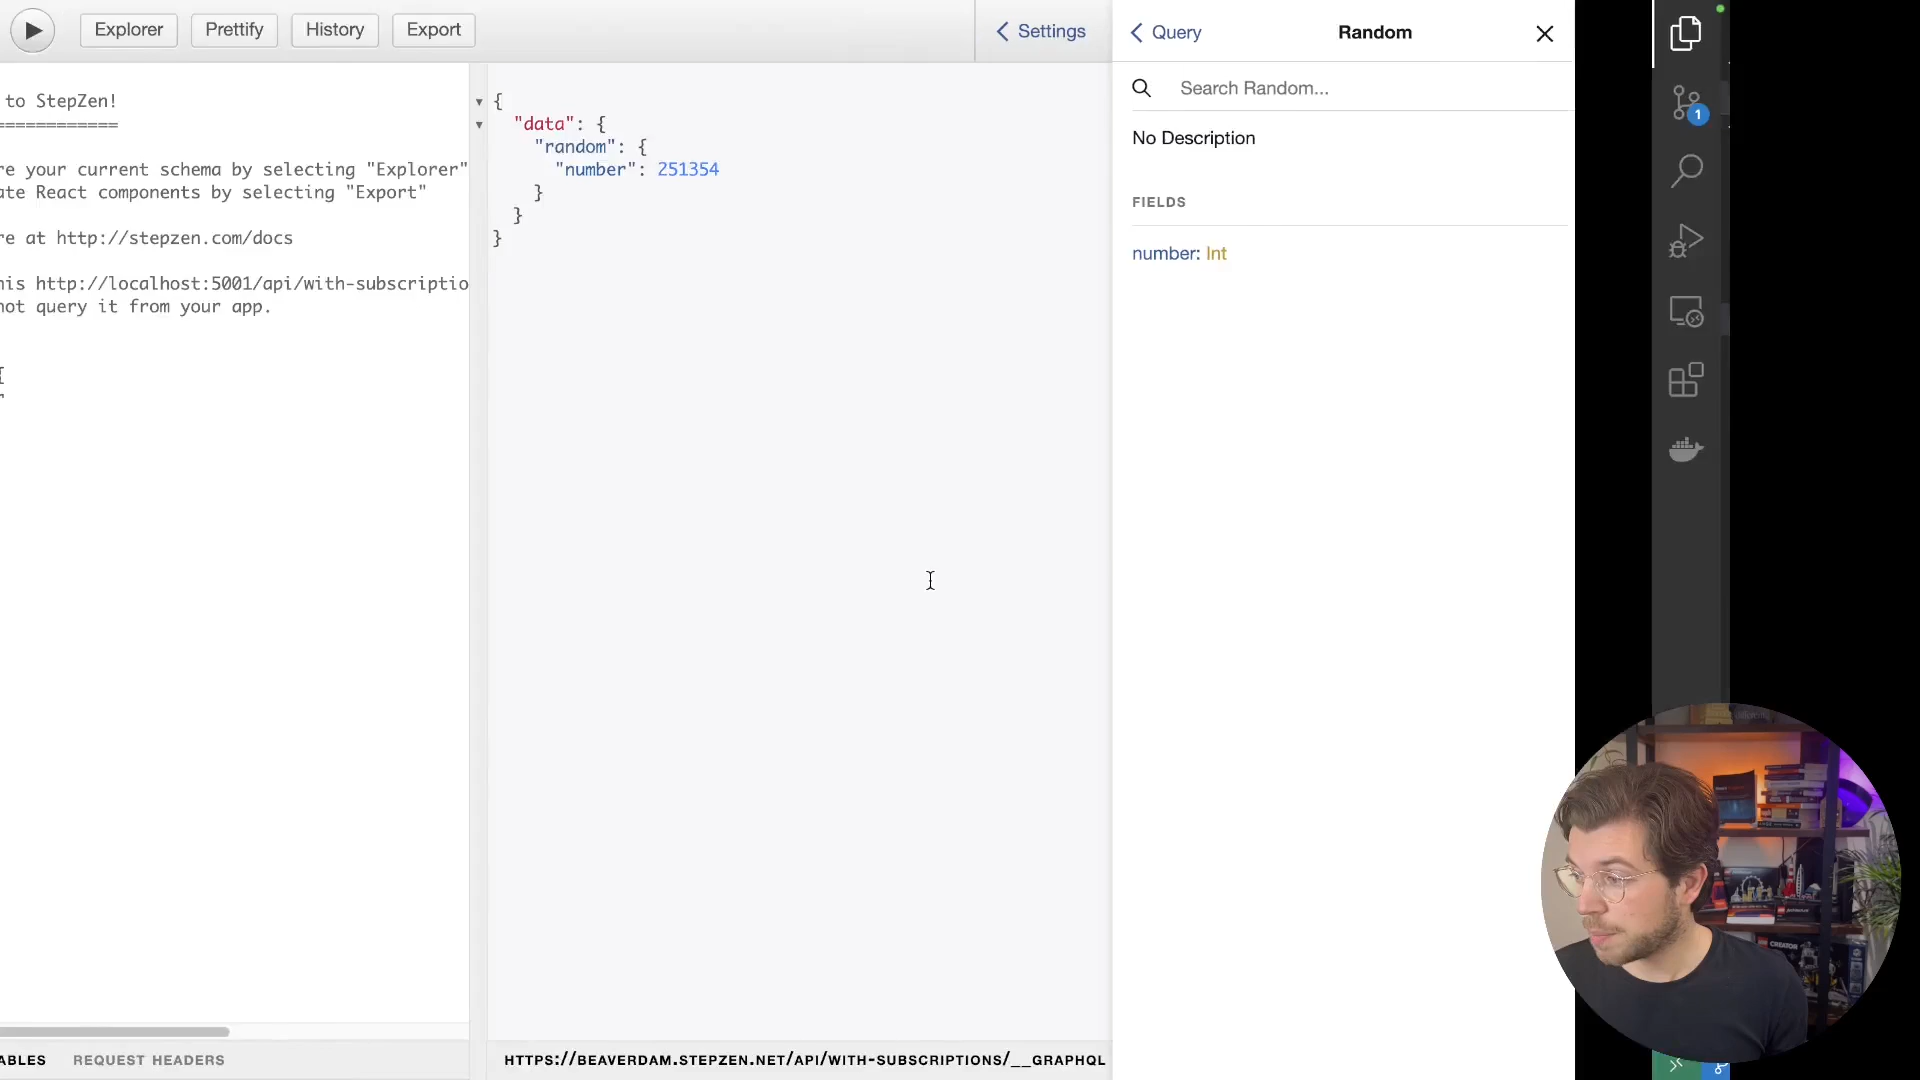 Explorer
Prettify
History
Export
Settings
Query
Random
Search Random...
No Description
FIELDS
number: Int
to StepZen!
============
re your current schema by selecting "Explorer"
ate React components by selecting "Export"
re at http://stepzen.com/docs
his http://localhost:5001/api/with-subscriptio
not query it from your app.
{
{
"data": {
"random": {
"number": 251354
}
}
}
ABLES
REQUEST HEADERS
HTTPS://BEAVERDAM.STEPZEN.NET/API/WITH-SUBSCRIPTIONS/__GRAPHQL
1
CREATOR